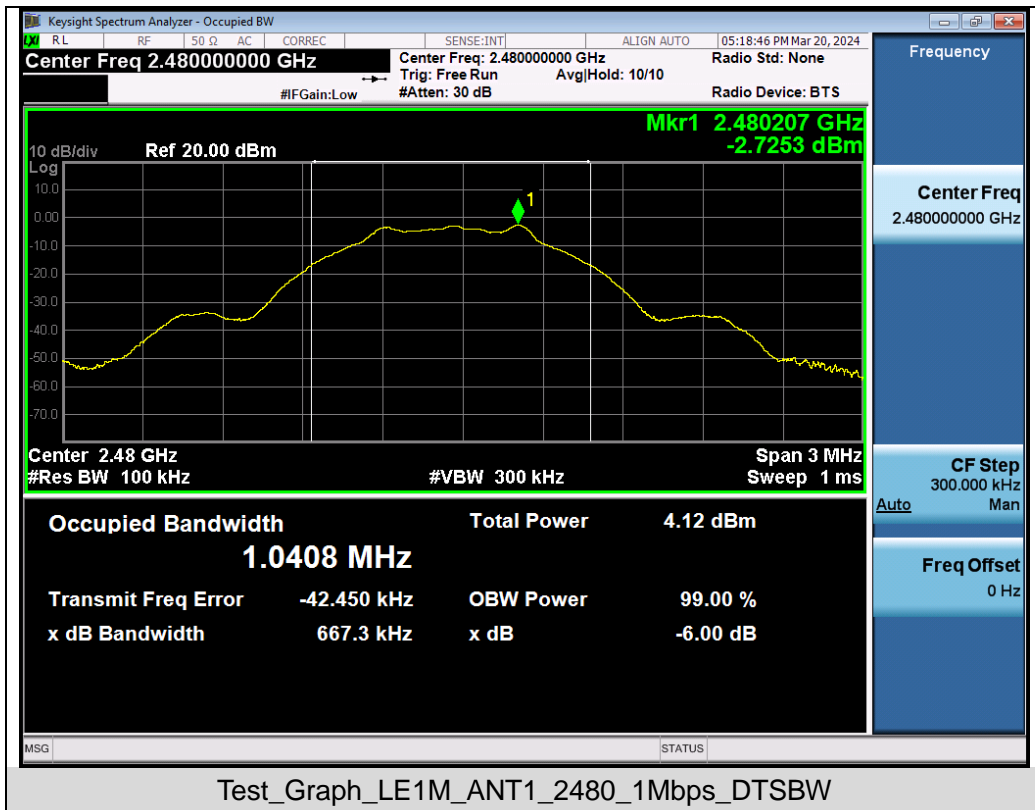 Keysight Spectrum Analyzer - Occupied BW
LXI RL RF 50 Ω AC CORREC SENSE:INT ALIGN AUTO 05:18:46 PM Mar 20, 2024
Center Freq 2.480000000 GHz
Center Freq: 2.480000000 GHz
Radio Std: None
Trig: Free Run Avg|Hold: 10/10
#IFGain:Low
#Atten: 30 dB
Radio Device: BTS
Frequency
Mkr1 2.480207 GHz
-2.7253 dBm
10 dB/div Ref 20.00 dBm
Log
10.0
0.00
-10.0
-20.0
-30.0
-40.0
-50.0
-60.0
-70.0
1
Center 2.48 GHz Span 3 MHz
#Res BW 100 kHz #VBW 300 kHz Sweep 1 ms
Center Freq
2.480000000 GHz
CF Step
300.000 kHz
Auto Man
Freq Offset
0 Hz
Occupied Bandwidth Total Power 4.12 dBm
1.0408 MHz
Transmit Freq Error -42.450 kHz OBW Power 99.00 %
x dB Bandwidth 667.3 kHz x dB -6.00 dB
MSG STATUS
Test_Graph_LE1M_ANT1_2480_1Mbps_DTSBW